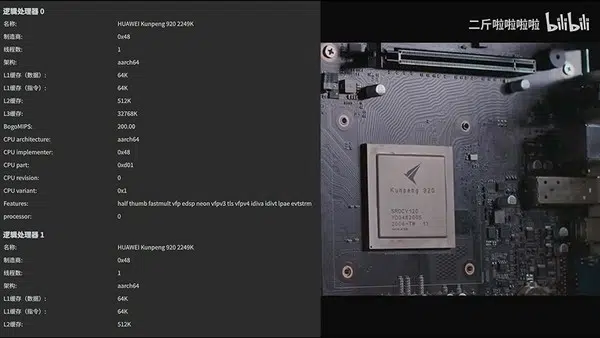 逻辑处理器 0
名称: HUAWEI Kunpeng 920 2249K
制造商: 0x48
线程数: 1
架构: aarch64
L1缓存（数据）: 64K
L1缓存（指令）: 64K
L2缓存: 512K
L3缓存: 32768K
BogoMIPS: 200.00
CPU architecture: aarch64
CPU implementer: 0x48
CPU part: 0xd01
CPU revision: 0
CPU variant: 0x1
Features: half thumb fastmult vfp edsp neon vfpv3 tls vfpv4 idiva idivt lpae evtstrm
processor: 0
逻辑处理器 1
名称: HUAWEI Kunpeng 920 2249K
制造商: 0x48
线程数: 1
架构: aarch64
L1缓存（数据）: 64K
L1缓存（指令）: 64K
L2缓存: 512K
二斤啦啦啦啦 bilibili
Kunpeng 920